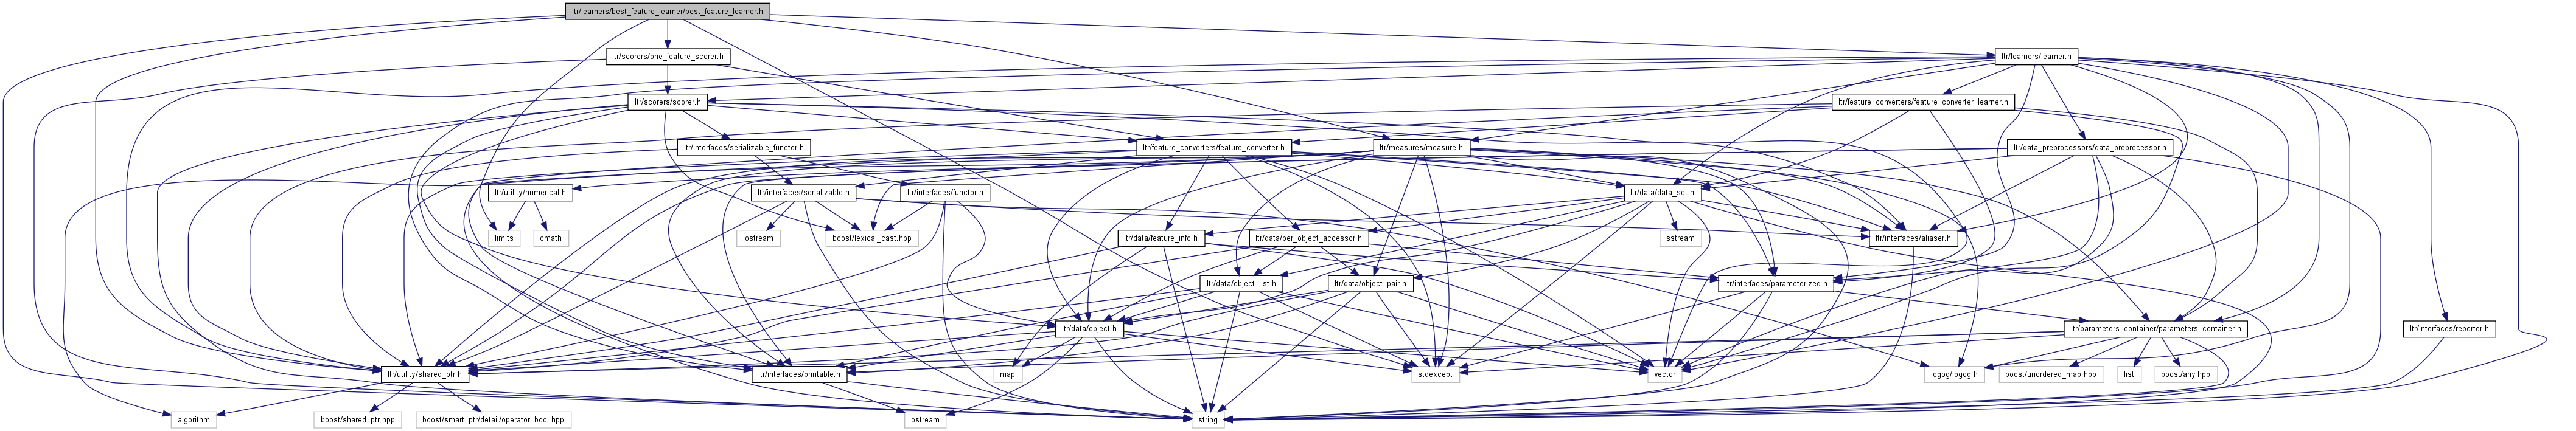 ltr/learners/best_feature_learner/best_feature_learner.h
ltr/scorers/one_feature_scorer.h
ltr/learners/learner.h
ltr/scorers/scorer.h
ltr/feature_converters/feature_converter_learner.h
ltr/interfaces/serializable_functor.h
ltr/feature_converters/feature_converter.h
ltr/measures/measure.h
ltr/data_preprocessors/data_preprocessor.h
ltr/utility/numerical.h
ltr/interfaces/serializable.h
ltr/interfaces/functor.h
ltr/data/data_set.h
limits
cmath
iostream
boost/lexical_cast.hpp
ltr/data/feature_info.h
ltr/data/per_object_accessor.h
sstream
ltr/interfaces/aliaser.h
ltr/data/object_list.h
ltr/data/object_pair.h
ltr/interfaces/parameterized.h
ltr/data/object.h
ltr/parameters_container/parameters_container.h
ltr/interfaces/reporter.h
ltr/utility/shared_ptr.h
ltr/interfaces/printable.h
map
stdexcept
vector
logog/logog.h
boost/unordered_map.hpp
list
boost/any.hpp
algorithm
boost/shared_ptr.hpp
boost/smart_ptr/detail/operator_bool.hpp
ostream
string